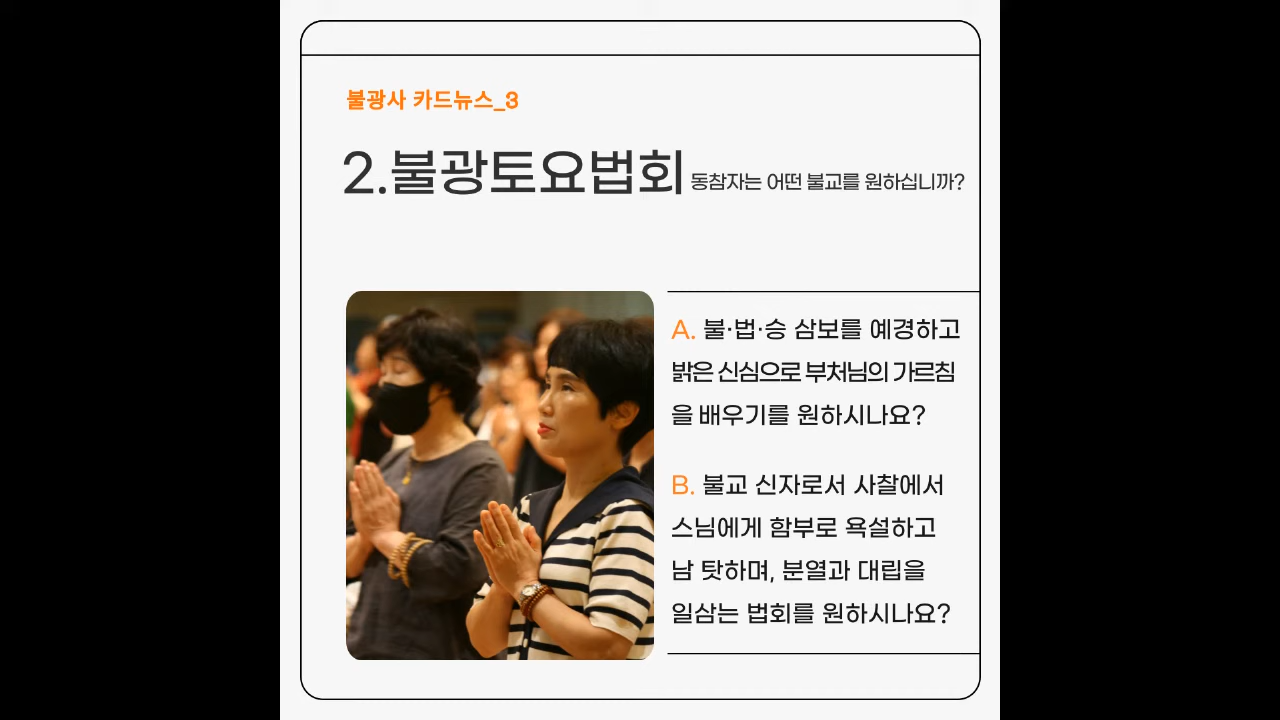 불광사 카드뉴스_3
2.불광토요법회 동참자는 어떤 불교를 원하십니까?
A. 불·법·승 삼보를 예경하고
밝은 신심으로 부처님의 가르침
을 배우기를 원하시나요?
B. 불교 신자로서 사찰에서
스님에게 함부로 욕설하고
남 탓하며, 분열과 대립을
일삼는 법회를 원하시나요?